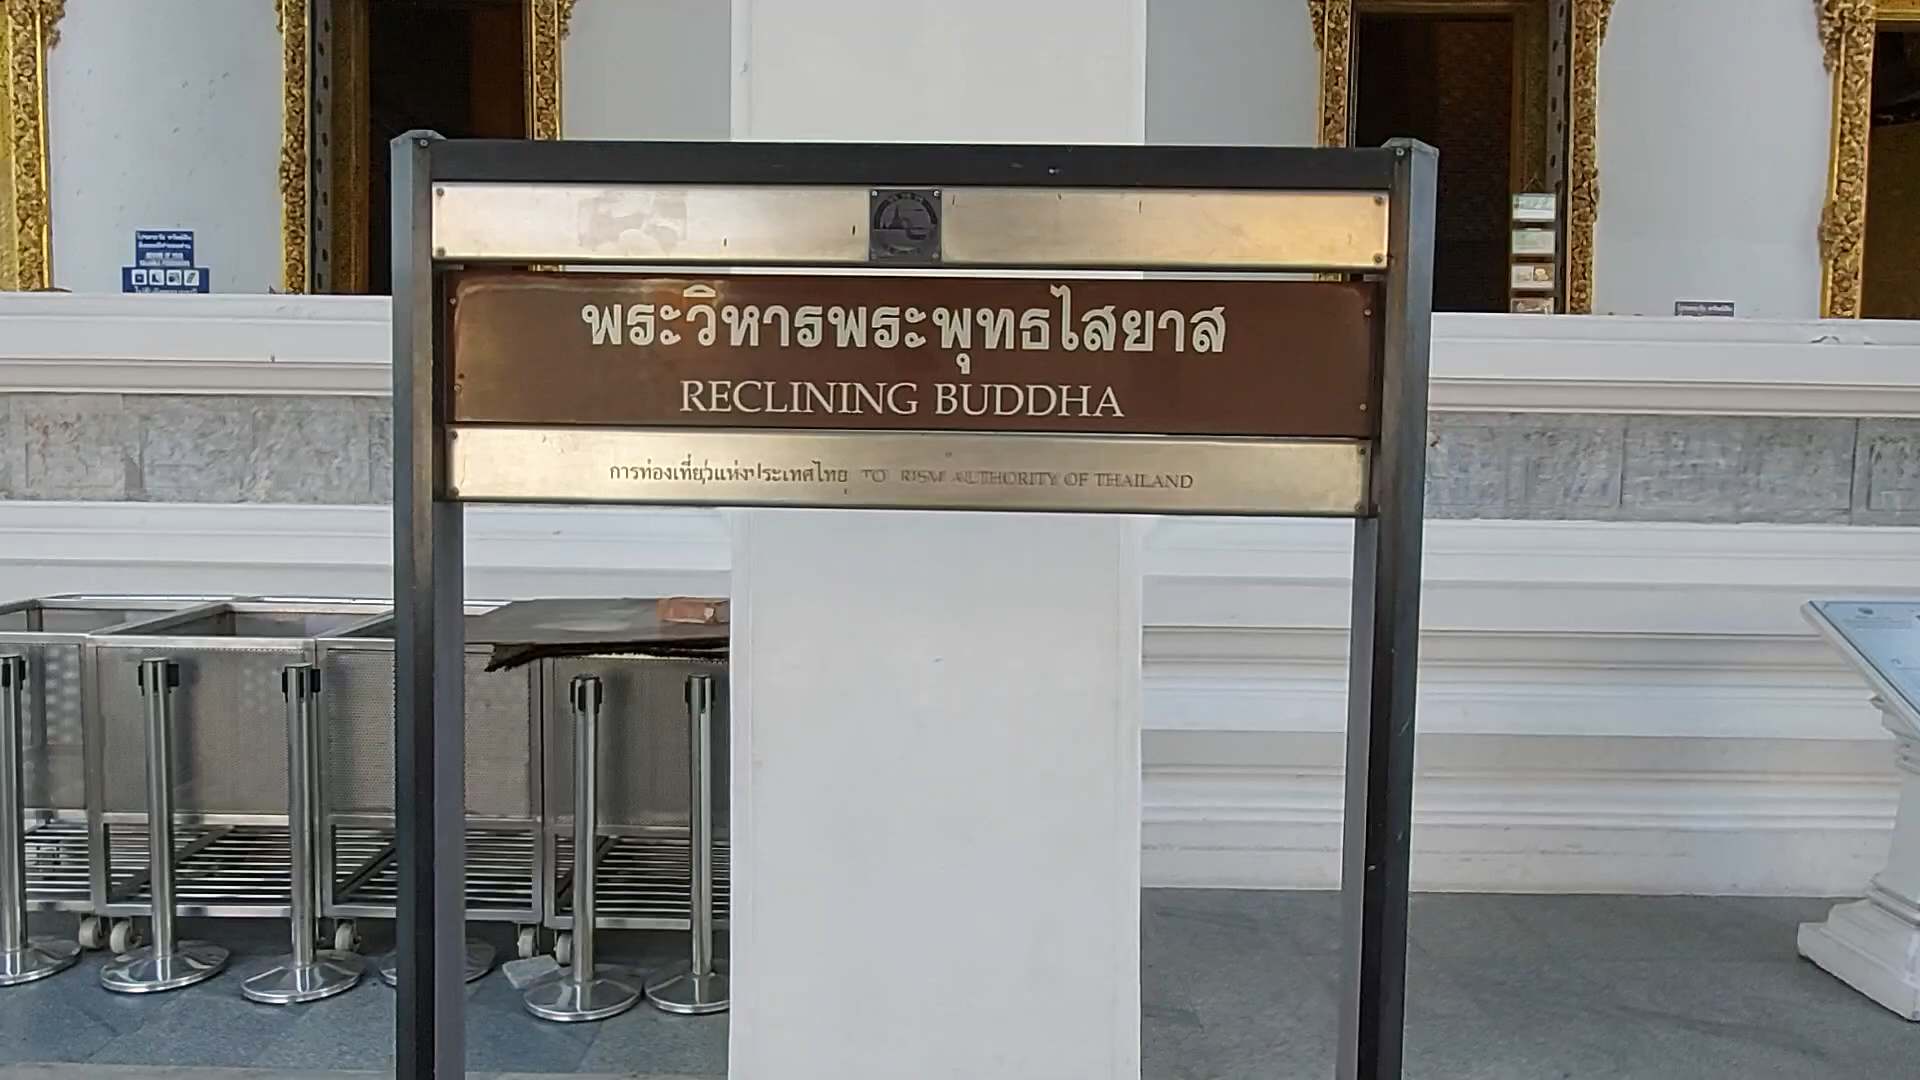 พระวิหารพระพุทธไสยาส
RECLINING BUDDHA
การท่องเที่ยวแห่งประเทศไทย TO RISM AUTHORITY OF THAILAND